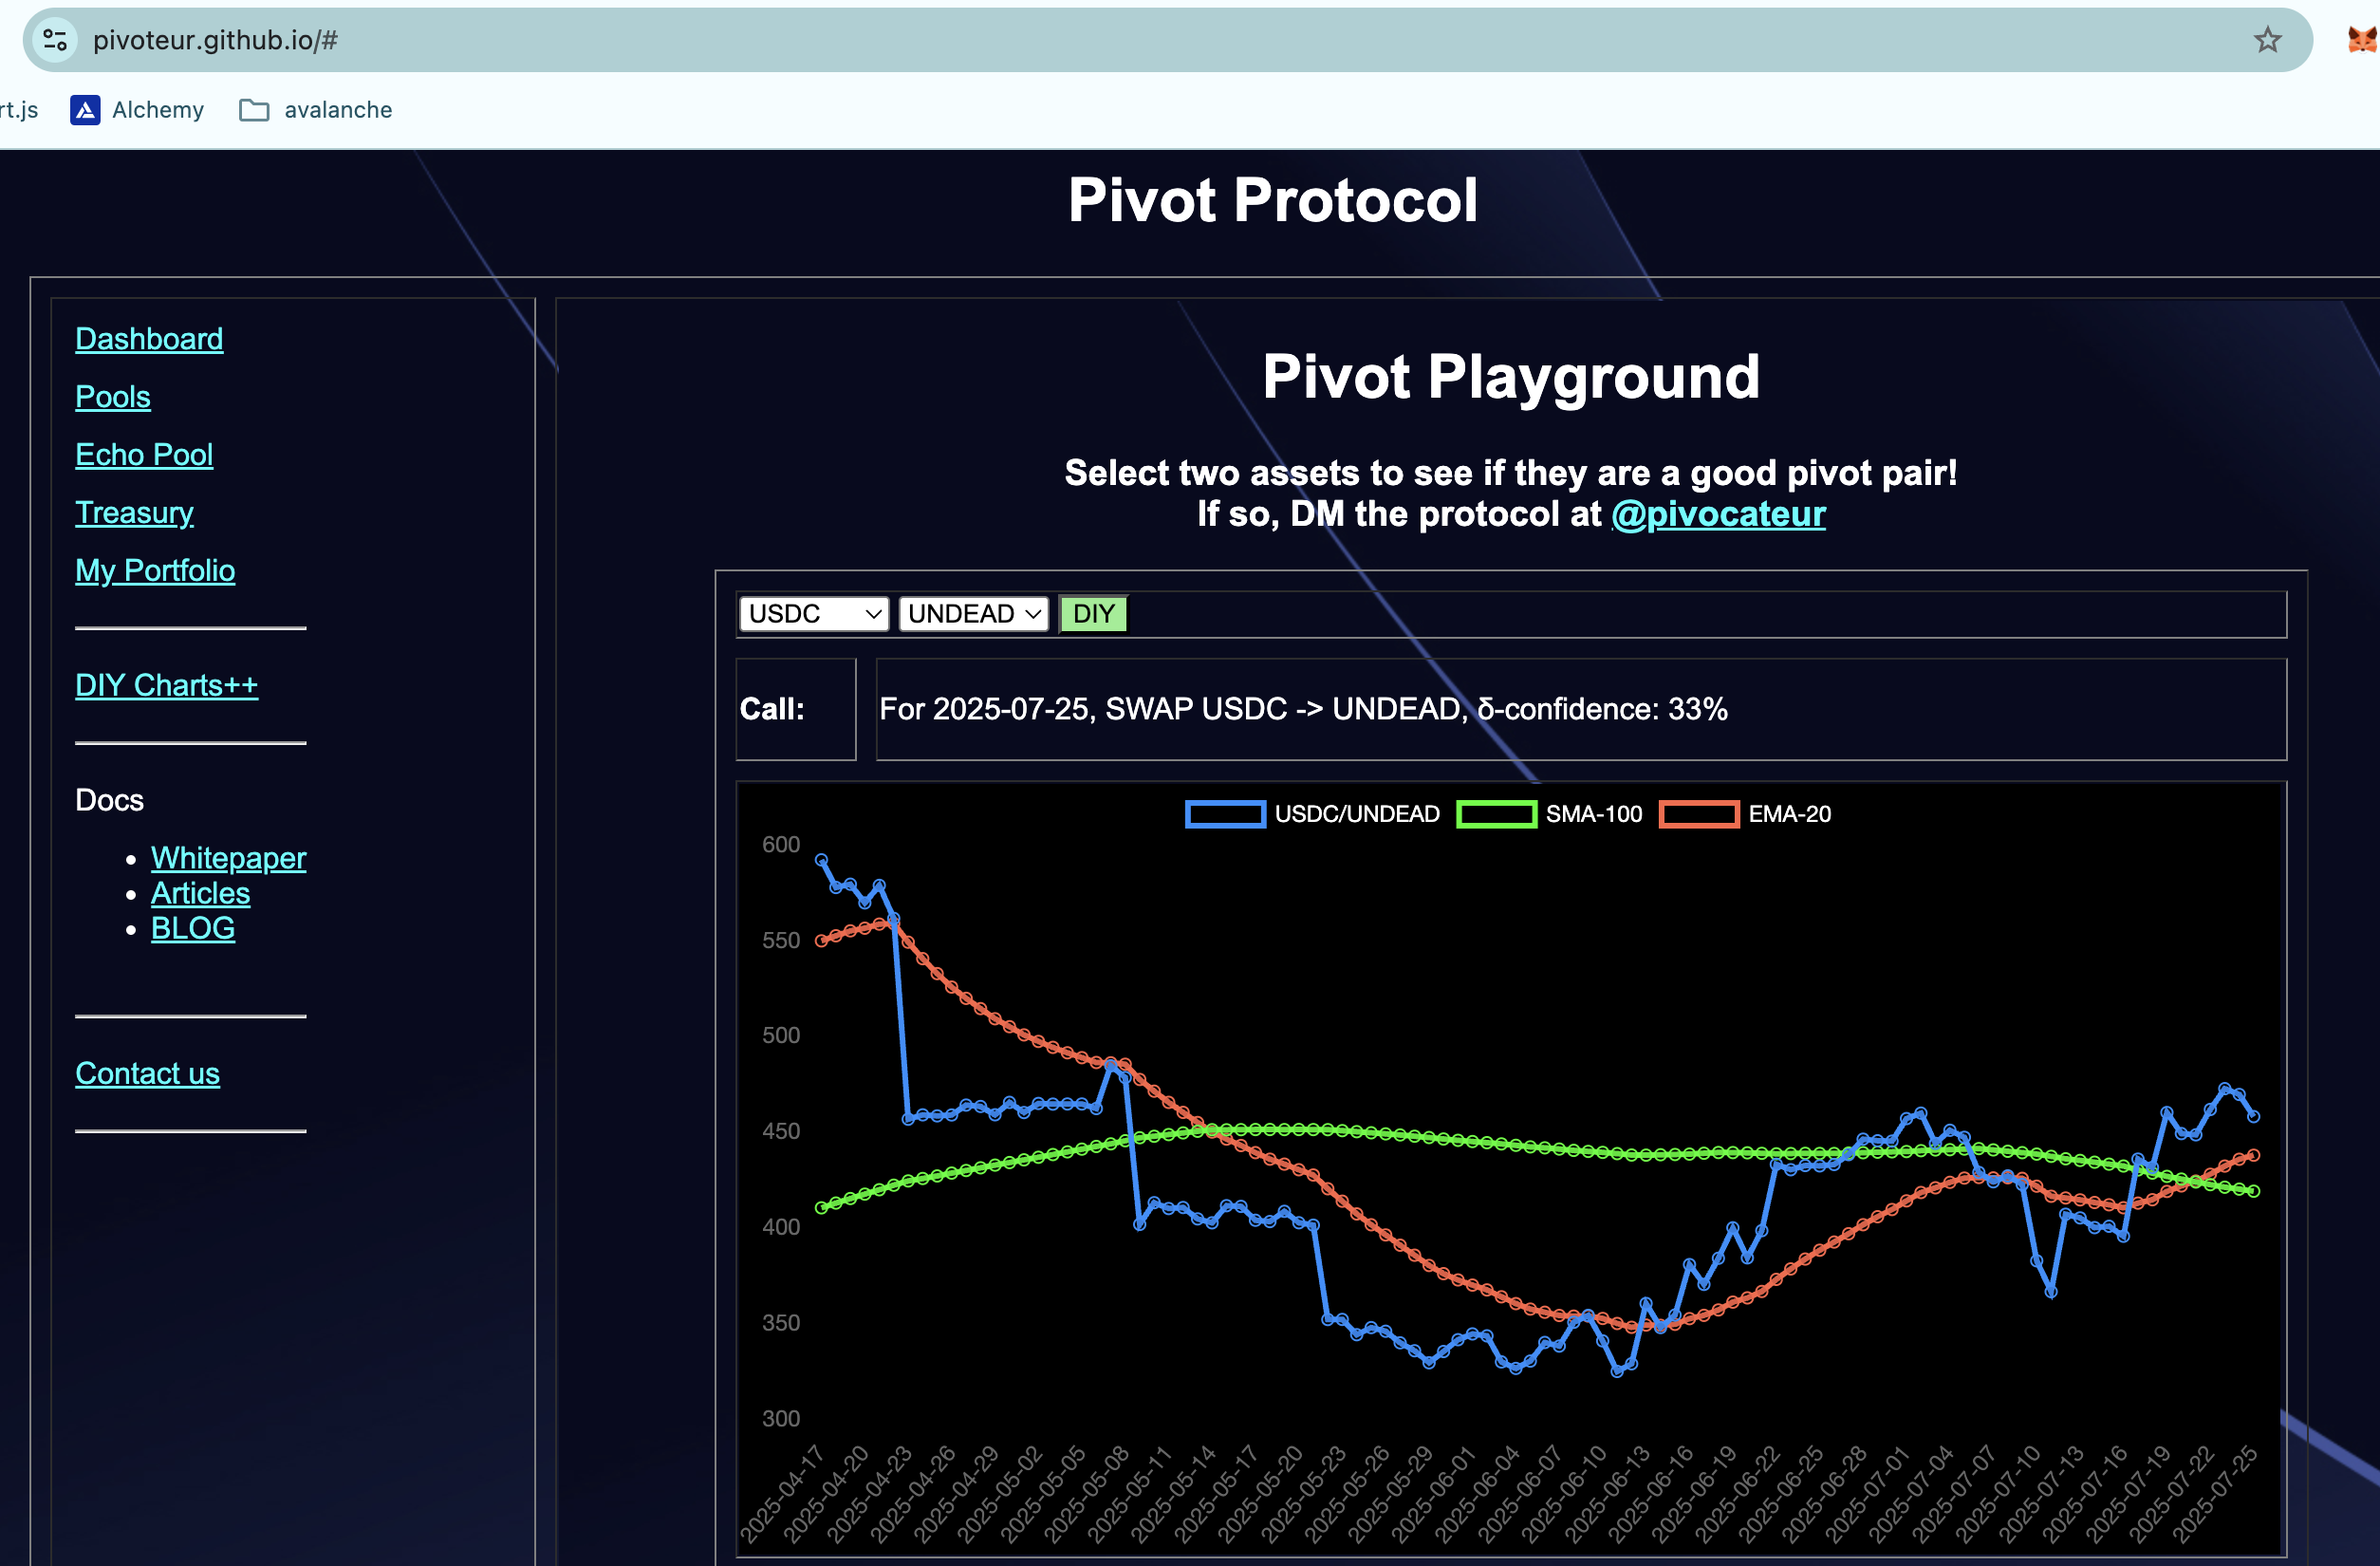 pivoteur.github.io/#
rt.js Alchemy avalanche
Pivot Protocol
Dashboard
Pools
Echo Pool
Treasury
My Portfolio
DIY Charts++
Docs
Whitepaper
Articles
BLOG
Contact us
Pivot Playground
Select two assets to see if they are a good pivot pair!
If so, DM the protocol at @pivocateur
USDC UNDEAD DIY
Call: For 2025-07-25, SWAP USDC -> UNDEAD, δ-confidence: 33%
USDC/UNDEAD SMA-100 EMA-20
600
550
500
450
400
350
300
2025-04-17 2025-04-20 2025-04-23 2025-04-26 2025-04-29 2025-05-02 2025-05-05 2025-05-08 2025-05-11 2025-05-14 2025-05-17 2025-05-20 2025-05-23 2025-05-26 2025-05-29 2025-06-01 2025-06-04 2025-06-07 2025-06-10 2025-06-13 2025-06-16 2025-06-19 2025-06-22 2025-06-25 2025-06-28 2025-07-01 2025-07-04 2025-07-07 2025-07-10 2025-07-13 2025-07-16 2025-07-19 2025-07-22 2025-07-25